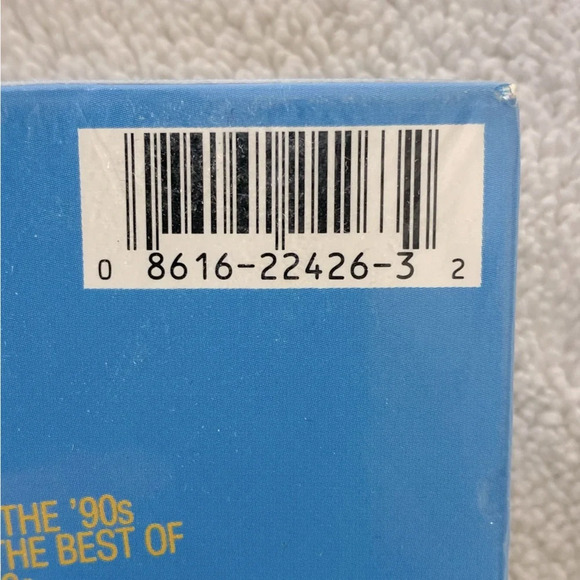 0 8616-22426-3 2
THE '90s
THE BEST OF